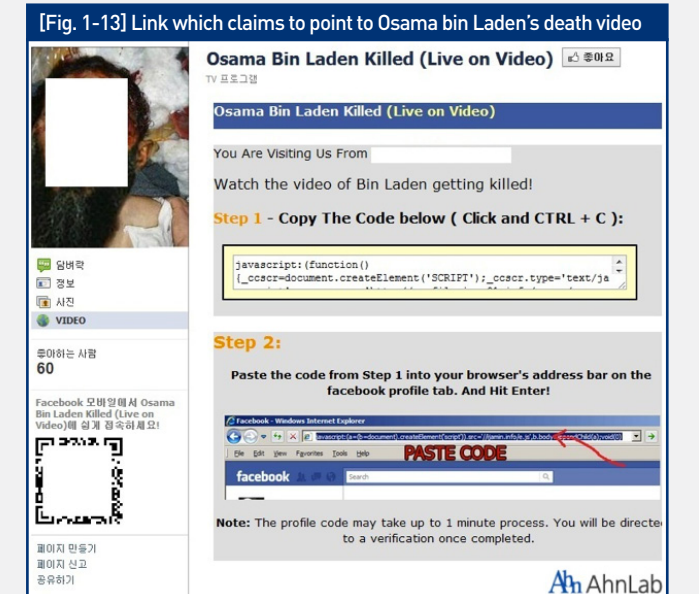 [Fig. 1-13] Link which claims to point to Osama bin Laden's death video
Osama Bin Laden Killed (Live on Video)
좋아요
TV 프로그램
Osama Bin Laden Killed (Live on Video)
You Are Visiting Us From
Watch the video of Bin Laden getting killed!
Step 1 - Copy The Code below ( Click and CTRL + C ):
javascript:(function()
{_ccscr=document.createElement('SCRIPT');_ccscr.type='text/ja
담벼락
정보
사진
VIDEO
좋아하는 사람
60
Facebook 모바일에서 Osama
Bin Laden Killed (Live on
Video)에 쉽게 접속하세요!
페이지 만들기
페이지 신고
공유하기
Step 2:
Paste the code from Step 1 into your browser's address bar on the
facebook profile tab. And Hit Enter!
Facebook - Windows Internet Explorer
File Edit View Favorites Tools Help
PASTE CODE
facebook
Search
Note: The profile code may take up to 1 minute process. You will be directe
to a verification once completed.
Ahn AhnLab